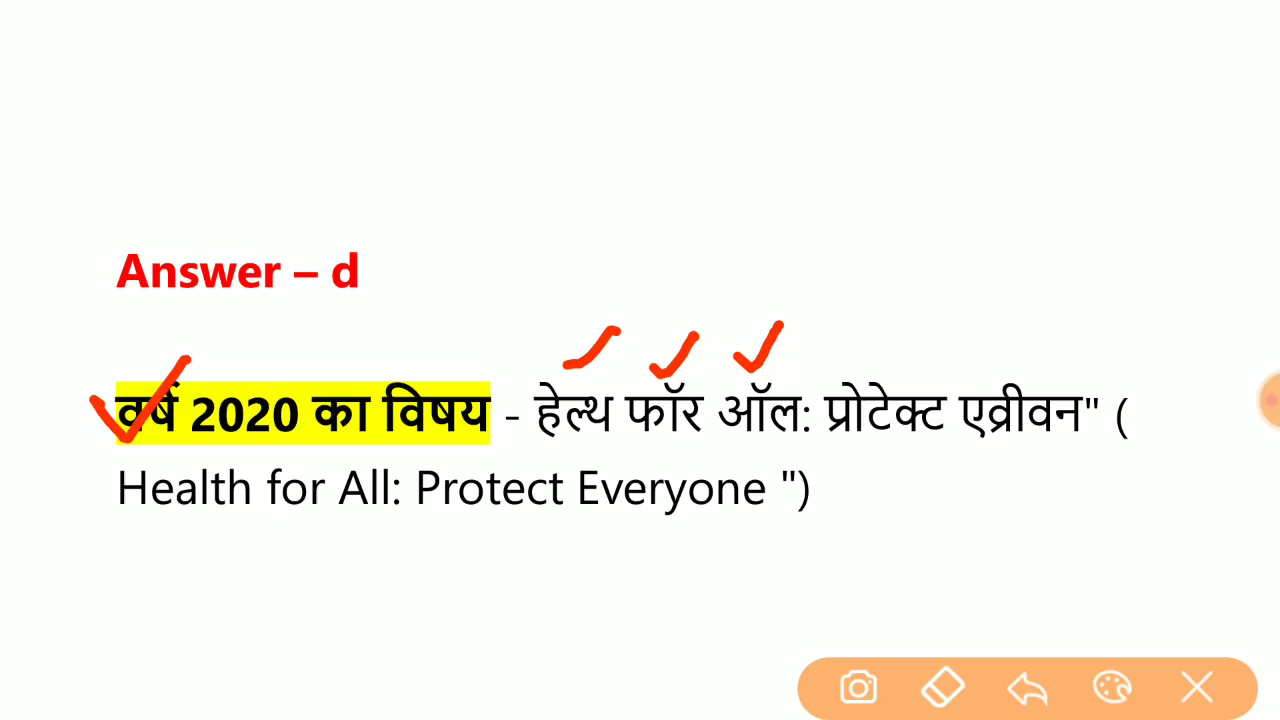 Answer – d
वर्ष 2020 का विषय - हेल्थ फॉर ऑल: प्रोटेक्ट एव्रीवन" (
Health for All: Protect Everyone ")